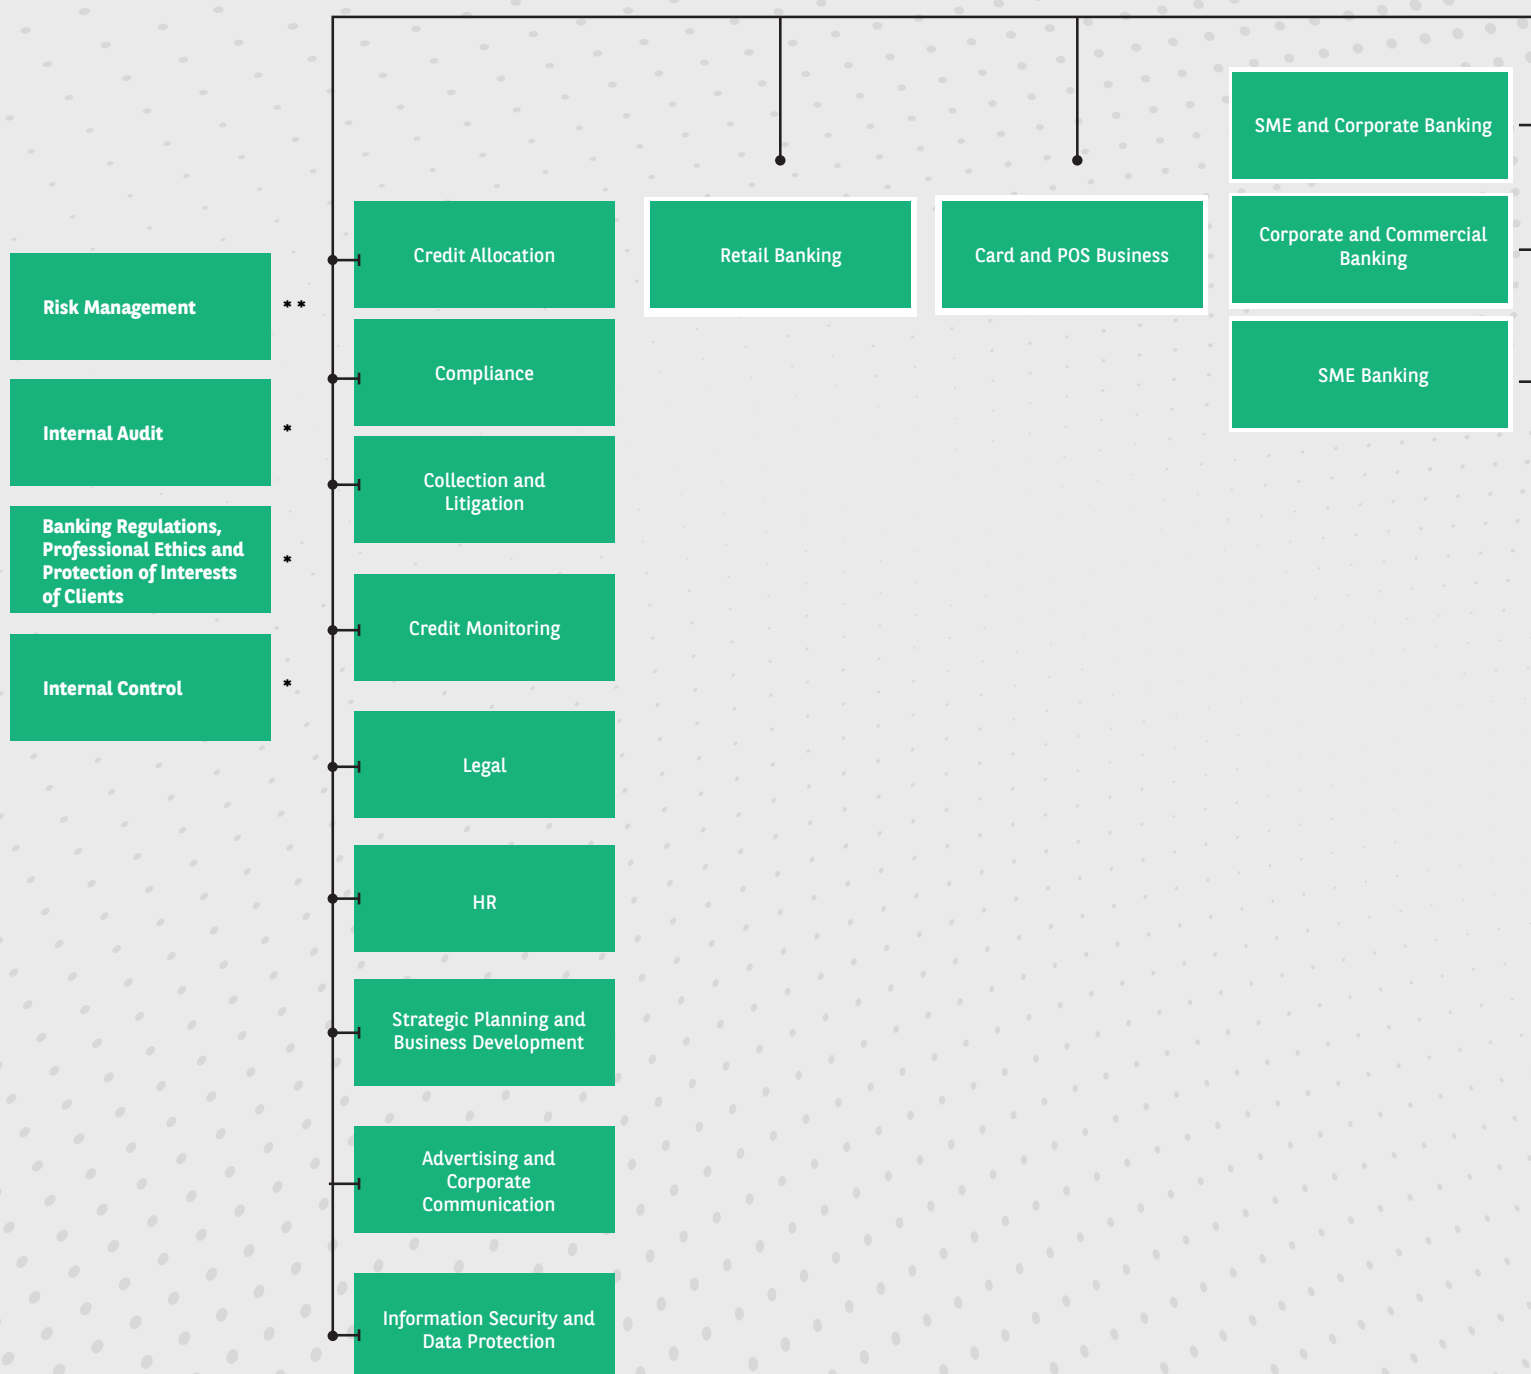 Risk Management
* *
Internal Audit
*
Banking Regulations,
Professional Ethics and
Protection of Interests
of Clients
*
Internal Control
*
Credit Allocation
Compliance
Collection and
Litigation
Credit Monitoring
Legal
HR
Strategic Planning and
Business Development
Advertising and
Corporate
Communication
Information Security and
Data Protection
Retail Banking
Card and POS Business
SME and Corporate Banking
Corporate and Commercial
Banking
SME Banking